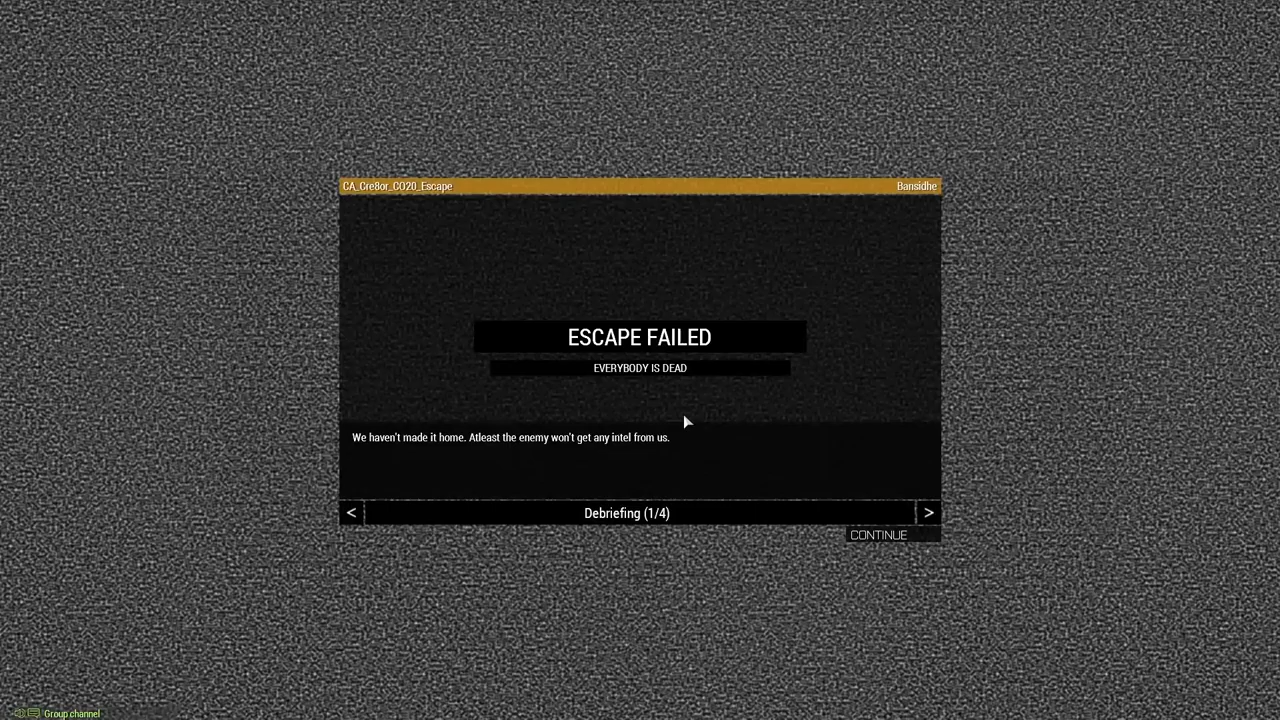 CA_Cre8or_CO20_Escape Bansidhe
ESCAPE FAILED
EVERYBODY IS DEAD
We haven't made it home. Atleast the enemy won't get any intel from us.
< Debriefing (1/4) >
CONTINUE
Group channel